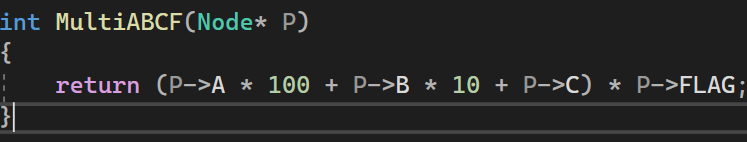 int MultiABCF(Node* P)
{
    return (P->A * 100 + P->B * 10 + P->C) * P->FLAG;
}